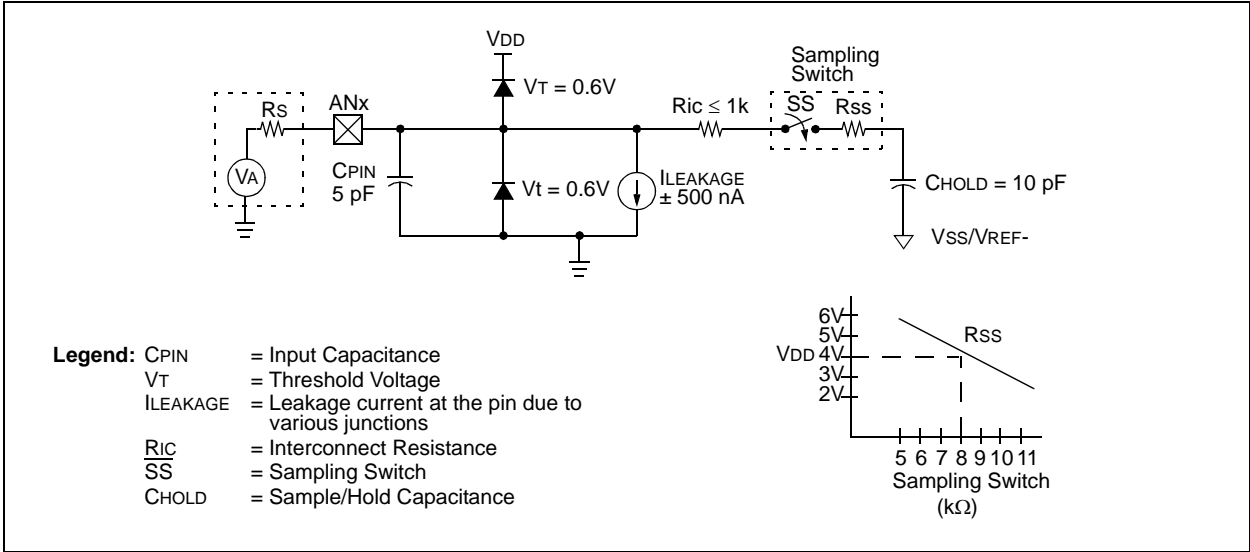 VDD
Sampling
Switch
VT = 0.6V
RS
ANx
Ric ≤ 1k
SS
RSS
VA
CPIN
5 pF
Vt = 0.6V
ILEAKAGE
± 500 nA
CHOLD = 10 pF
VSS/VREF-
6V
5V
VDD 4V
3V
2V
RSS
5 6 7 8 9 10 11
Sampling Switch
(kΩ)
Legend: CPIN = Input Capacitance
VT = Threshold Voltage
ILEAKAGE = Leakage current at the pin due to
various junctions
RIC = Interconnect Resistance
SS = Sampling Switch
CHOLD = Sample/Hold Capacitance